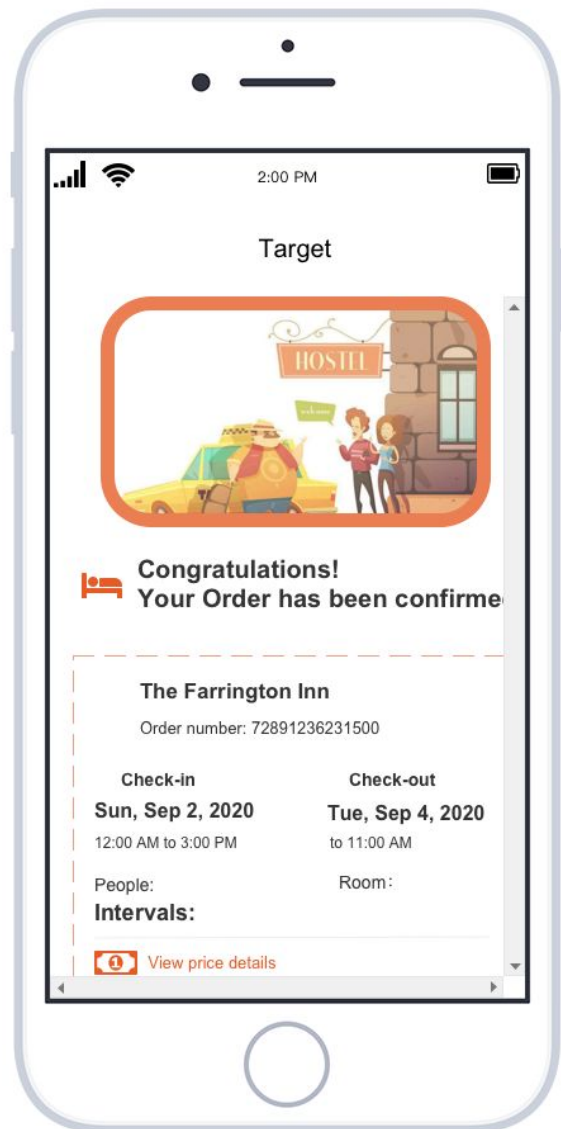 2:00 PM
Target
HOSTEL
welcome
Congratulations!
Your Order has been confirme
The Farrington Inn
Order number: 72891236231500
Check-in
Check-out
Sun, Sep 2, 2020
Tue, Sep 4, 2020
12:00 AM to 3:00 PM
to 11:00 AM
People:
Room:
Intervals:
1
View price details